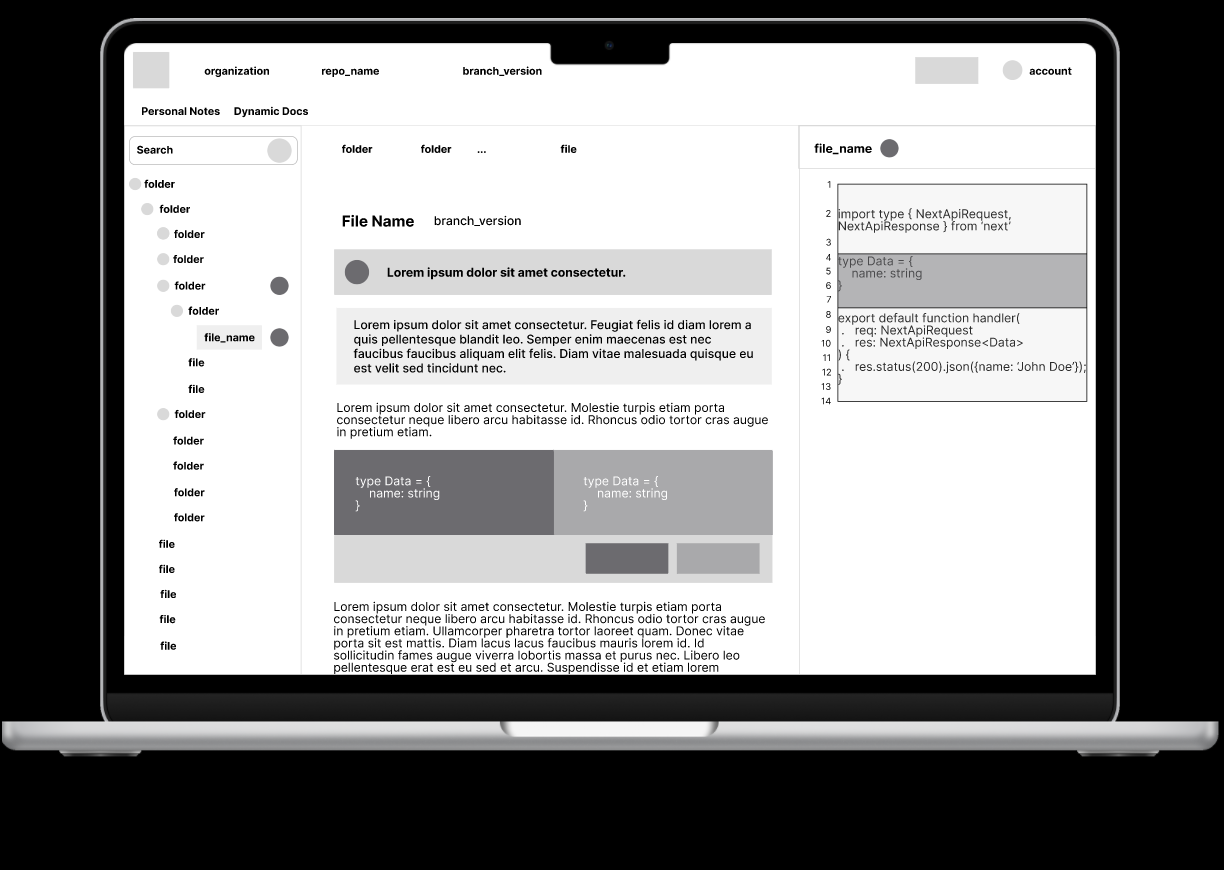 organization repo_name branch_version account
Personal Notes Dynamic Docs
Search
folder
folder
folder
folder
folder
folder
file_name
file
file
folder
folder
folder
folder
folder
file
file
file
file
file
folder folder ... file
File Name branch_version
Lorem ipsum dolor sit amet consectetur.
Lorem ipsum dolor sit amet consectetur. Feugiat felis id diam lorem a
quis pellentesque blandit leo. Semper enim maecenas est nec
faucibus faucibus aliquam elit felis. Diam vitae malesuada quisque eu
est velit sed tincidunt nec.
Lorem ipsum dolor sit amet consectetur. Molestie turpis etiam porta
consectetur neque libero arcu habitasse id. Rhoncus odio tortor cras augue
in pretium etiam.
type Data = {
name: string
}
type Data = {
name: string
}
Lorem ipsum dolor sit amet consectetur. Molestie turpis etiam porta
consectetur neque libero arcu habitasse id. Rhoncus odio tortor cras augue
in pretium etiam. Ullamcorper pharetra tortor laoreet quam. Donec vitae
porta sit est mattis. Diam lacus lacus faucibus mauris lorem id. Id
sollicitudin fames augue viverra lobortis massa et purus nec. Libero leo
pellentesque erat est eu sed et arcu. Suspendisse id et etiam lorem
file_name
1
2 import type { NextApiRequest,
NextApiResponse } from ‘next’
3
4 type Data = {
5 name: string
6 }
7
8 export default function handler(
9 . req: NextApiRequest
10 . res: NextApiResponse<Data>
11 ) {
12 . res.status(200).json({name: ‘John Doe’});
13 }
14